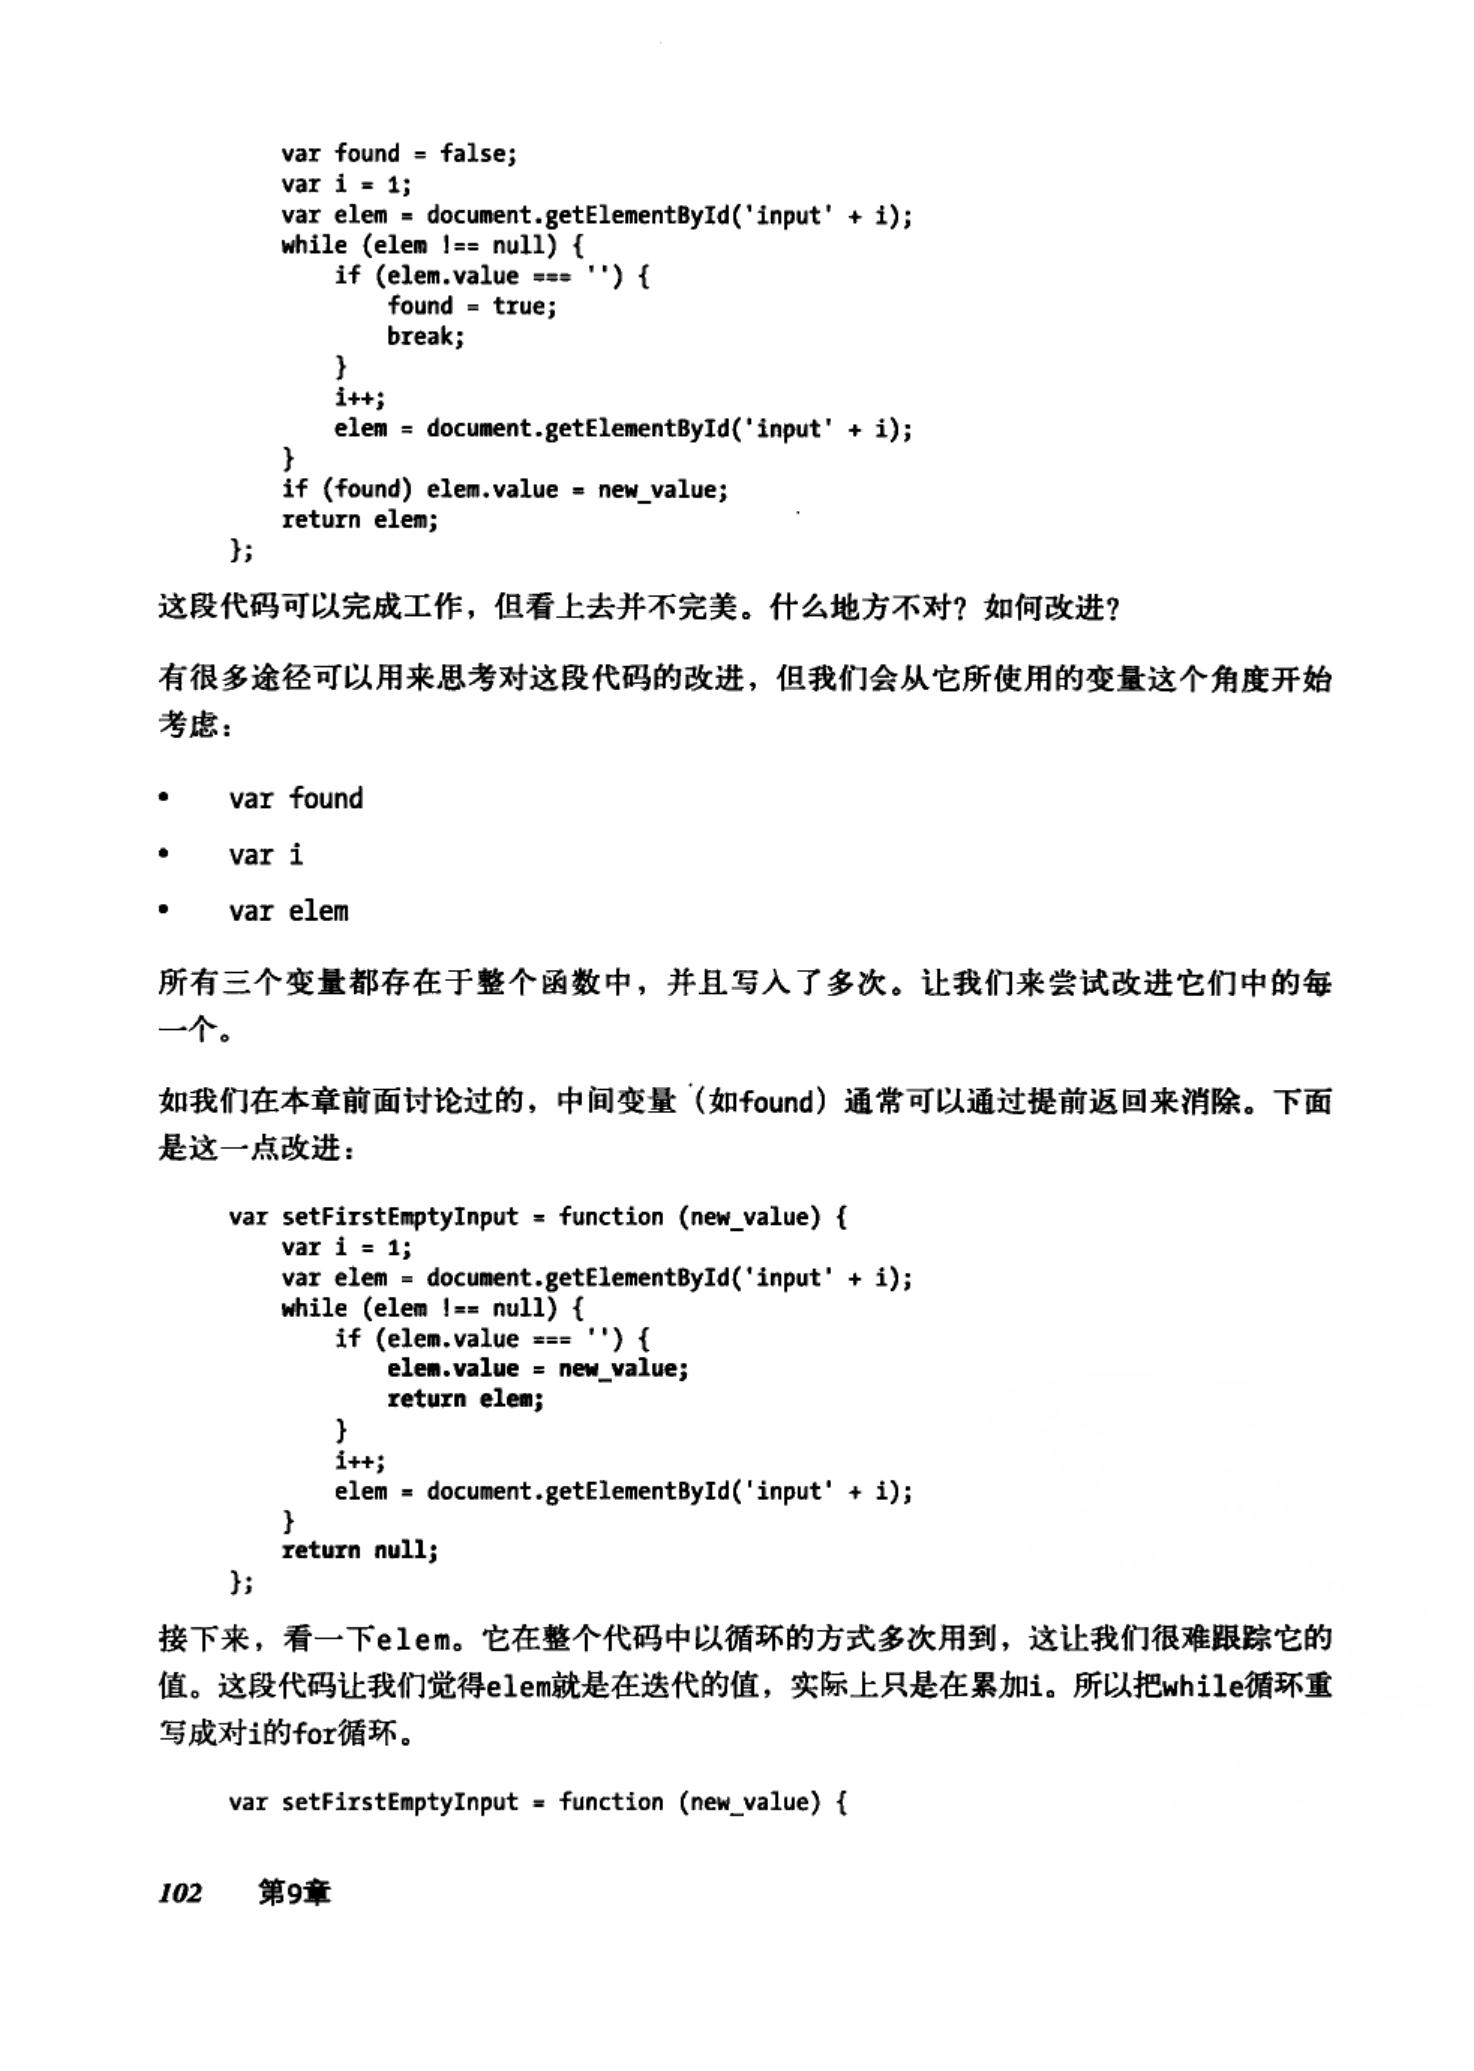 var found = false;
var i = 1;
var elem = document.getElementById('input' + i);
while (elem !== null) {
if (elem.value === '') {
found = true;
break;
}
i++;
elem = document.getElementById('input' + i);
}
if (found) elem.value = new_value;
return elem;
};
这段代码可以完成工作，但看上去并不完美。什么地方不对？如何改进？
有很多途径可以用来思考对这段代码的改进，但我们会从它所使用的变量这个角度开始
考虑：
• var found
• var i
• var elem
所有三个变量都存在于整个函数中，并且写入了多次。让我们来尝试改进它们中的每
一个。
如我们在本章前面讨论过的，中间变量（如found）通常可以通过提前返回来消除。下面
是这一点改进：
var setFirstEmptyInput = function (new_value) {
var i = 1;
var elem = document.getElementById('input' + i);
while (elem !== null) {
if (elem.value === '') {
elem.value = new_value;
return elem;
}
i++;
elem = document.getElementById('input' + i);
}
return null;
};
接下来，看一下elem。它在整个代码中以循环的方式多次用到，这让我们很难跟踪它的
值。这段代码让我们觉得elem就是在迭代的值，实际上只是在累加i。所以把while循环重
写成对i的for循环。
var setFirstEmptyInput = function (new_value) {
102 第9章